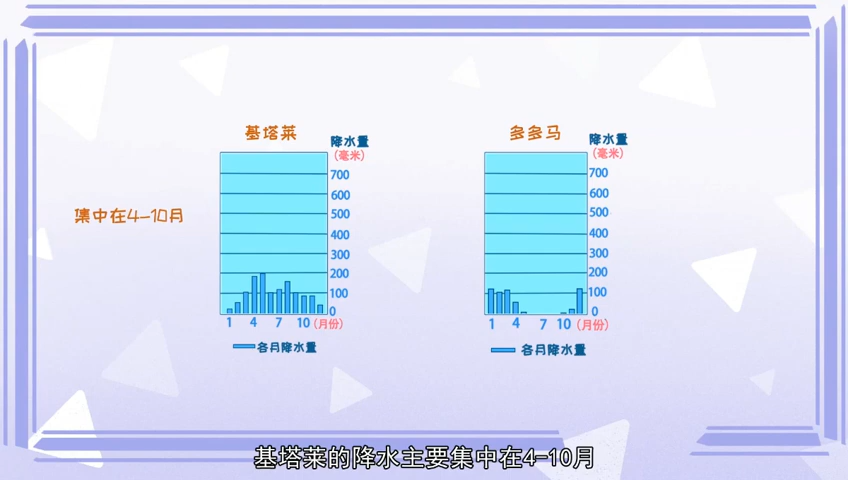 基塔莱
降水量
(毫米)
700
600
500
400
300
200
100
0
1 4 7 10 (月份)
各月降水量
多多马
降水量
(毫米)
700
600
500
400
300
200
100
0
1 4 7 10 (月份)
各月降水量
集中在4-10月
基塔莱的降水主要集中在4-10月